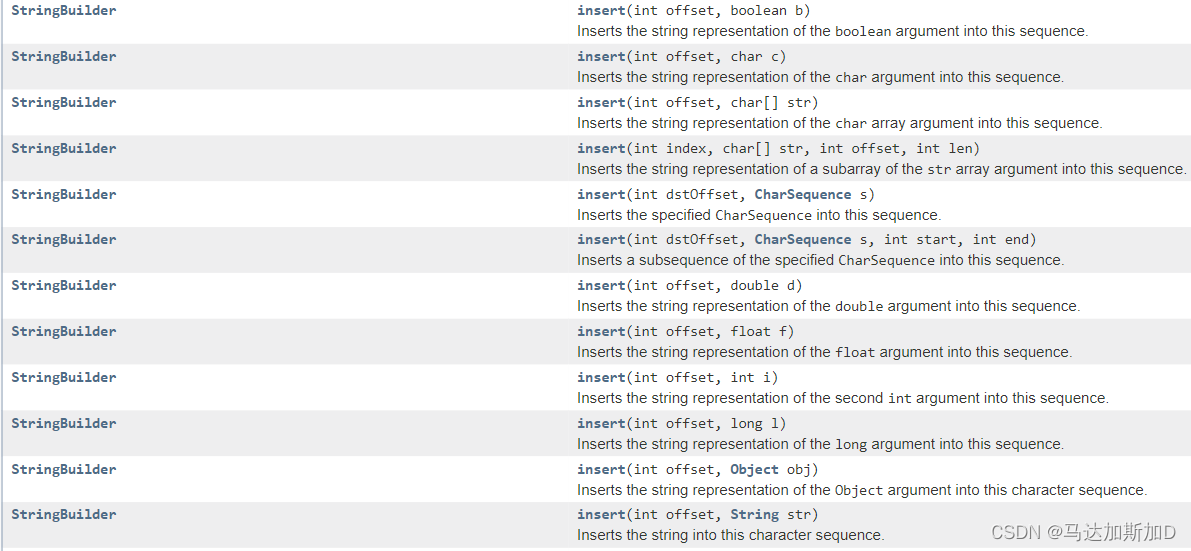 StringBuilder insert(int offset, boolean b)
Inserts the string representation of the boolean argument into this sequence.
StringBuilder insert(int offset, char c)
Inserts the string representation of the char argument into this sequence.
StringBuilder insert(int offset, char[] str)
Inserts the string representation of the char array argument into this sequence.
StringBuilder insert(int index, char[] str, int offset, int len)
Inserts the string representation of a subarray of the str array argument into this sequence.
StringBuilder insert(int dstOffset, CharSequence s)
Inserts the specified CharSequence into this sequence.
StringBuilder insert(int dstOffset, CharSequence s, int start, int end)
Inserts a subsequence of the specified CharSequence into this sequence.
StringBuilder insert(int offset, double d)
Inserts the string representation of the double argument into this sequence.
StringBuilder insert(int offset, float f)
Inserts the string representation of the float argument into this sequence.
StringBuilder insert(int offset, int i)
Inserts the string representation of the second int argument into this sequence.
StringBuilder insert(int offset, long l)
Inserts the string representation of the long argument into this sequence.
StringBuilder insert(int offset, Object obj)
Inserts the string representation of the Object argument into this character sequence.
StringBuilder insert(int offset, String str)
Inserts the string into this character sequence.
CSDN @马达加斯加D